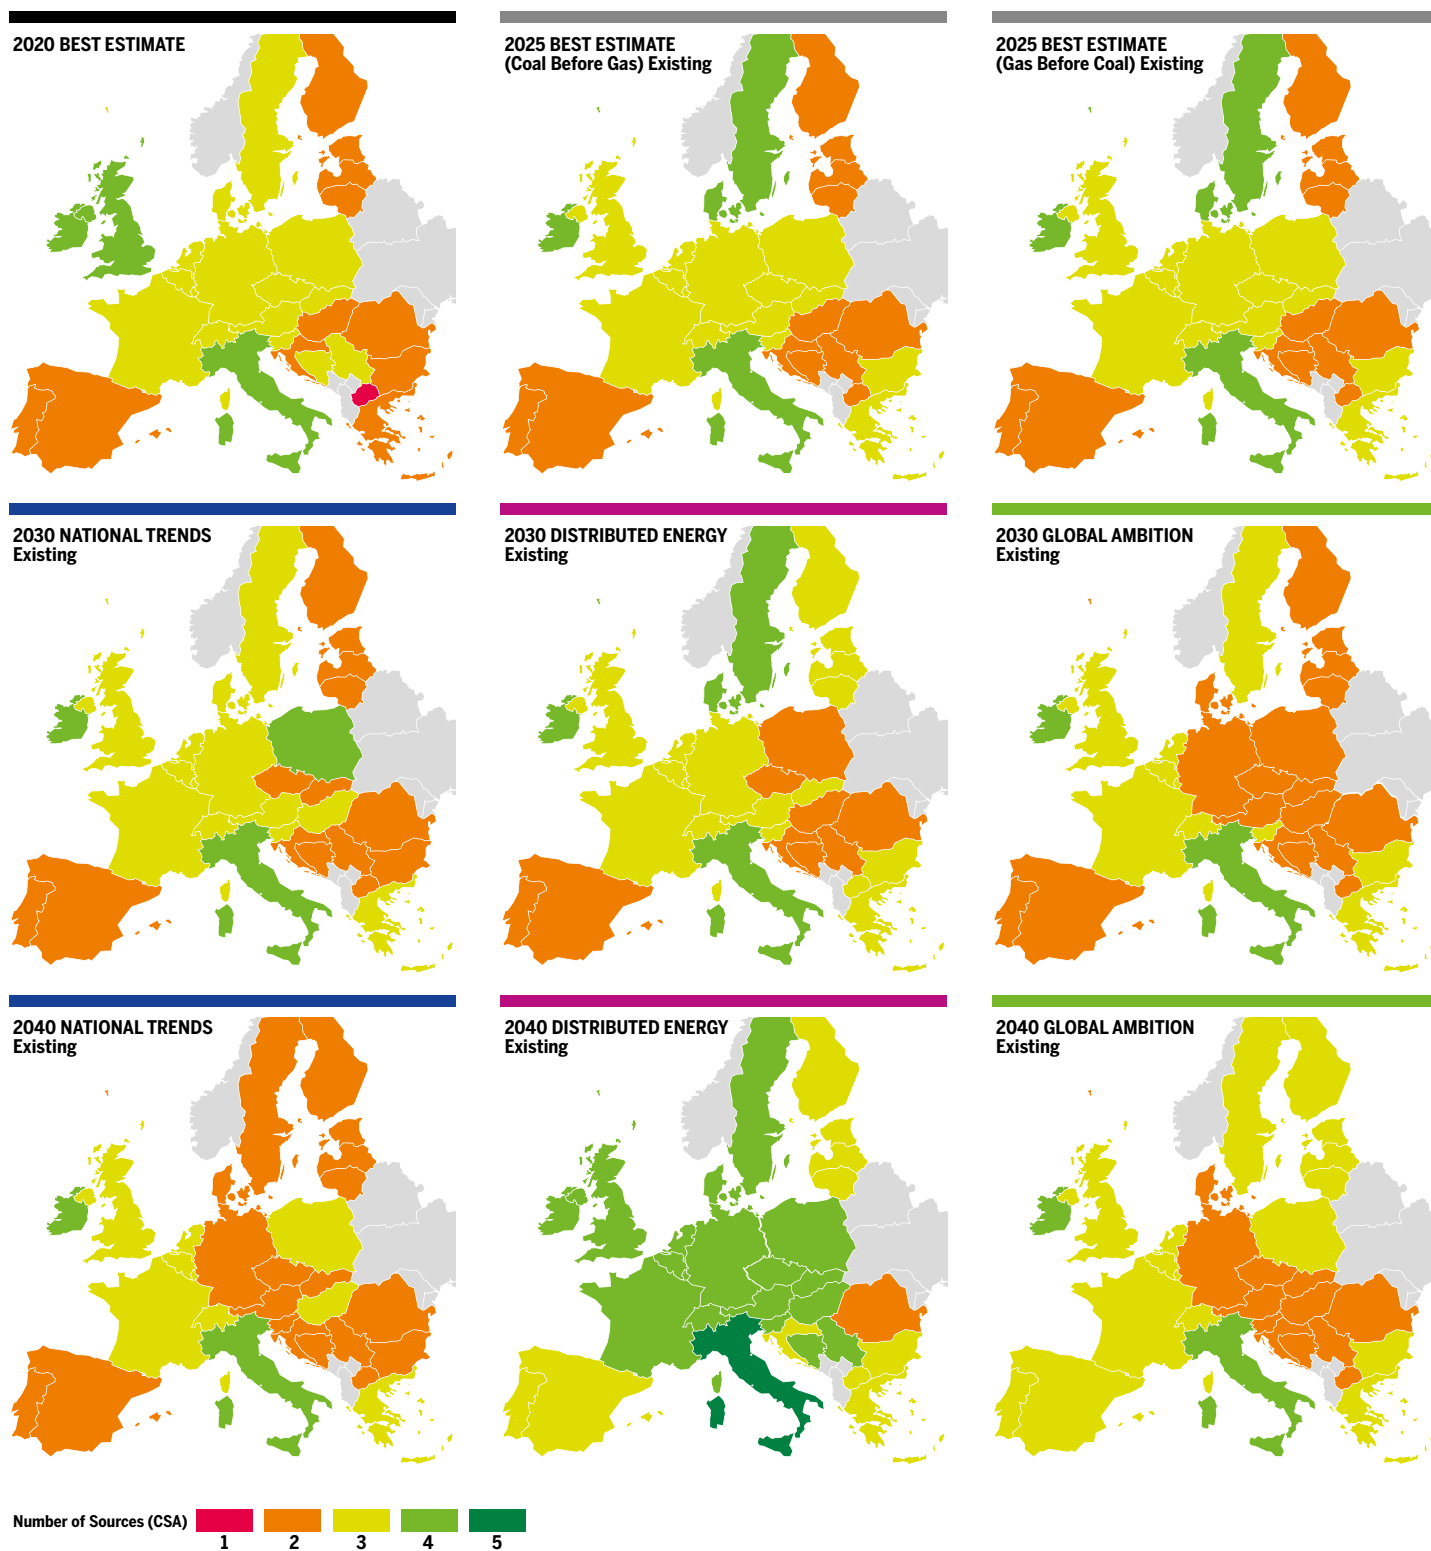 2020 BEST ESTIMATE
2025 BEST ESTIMATE
(Coal Before Gas) Existing
2025 BEST ESTIMATE
(Gas Before Coal) Existing
2030 NATIONAL TRENDS
Existing
2030 DISTRIBUTED ENERGY
Existing
2030 GLOBAL AMBITION
Existing
2040 NATIONAL TRENDS
Existing
2040 DISTRIBUTED ENERGY
Existing
2040 GLOBAL AMBITION
Existing
Number of Sources (CSA)
1 2 3 4 5